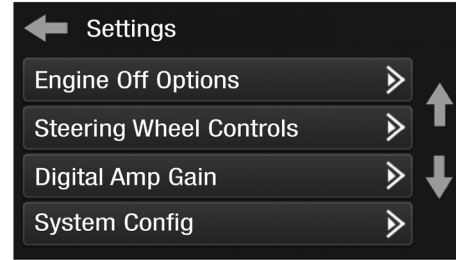 Settings
Engine Off Options
Steering Wheel Controls
Digital Amp Gain
System Config